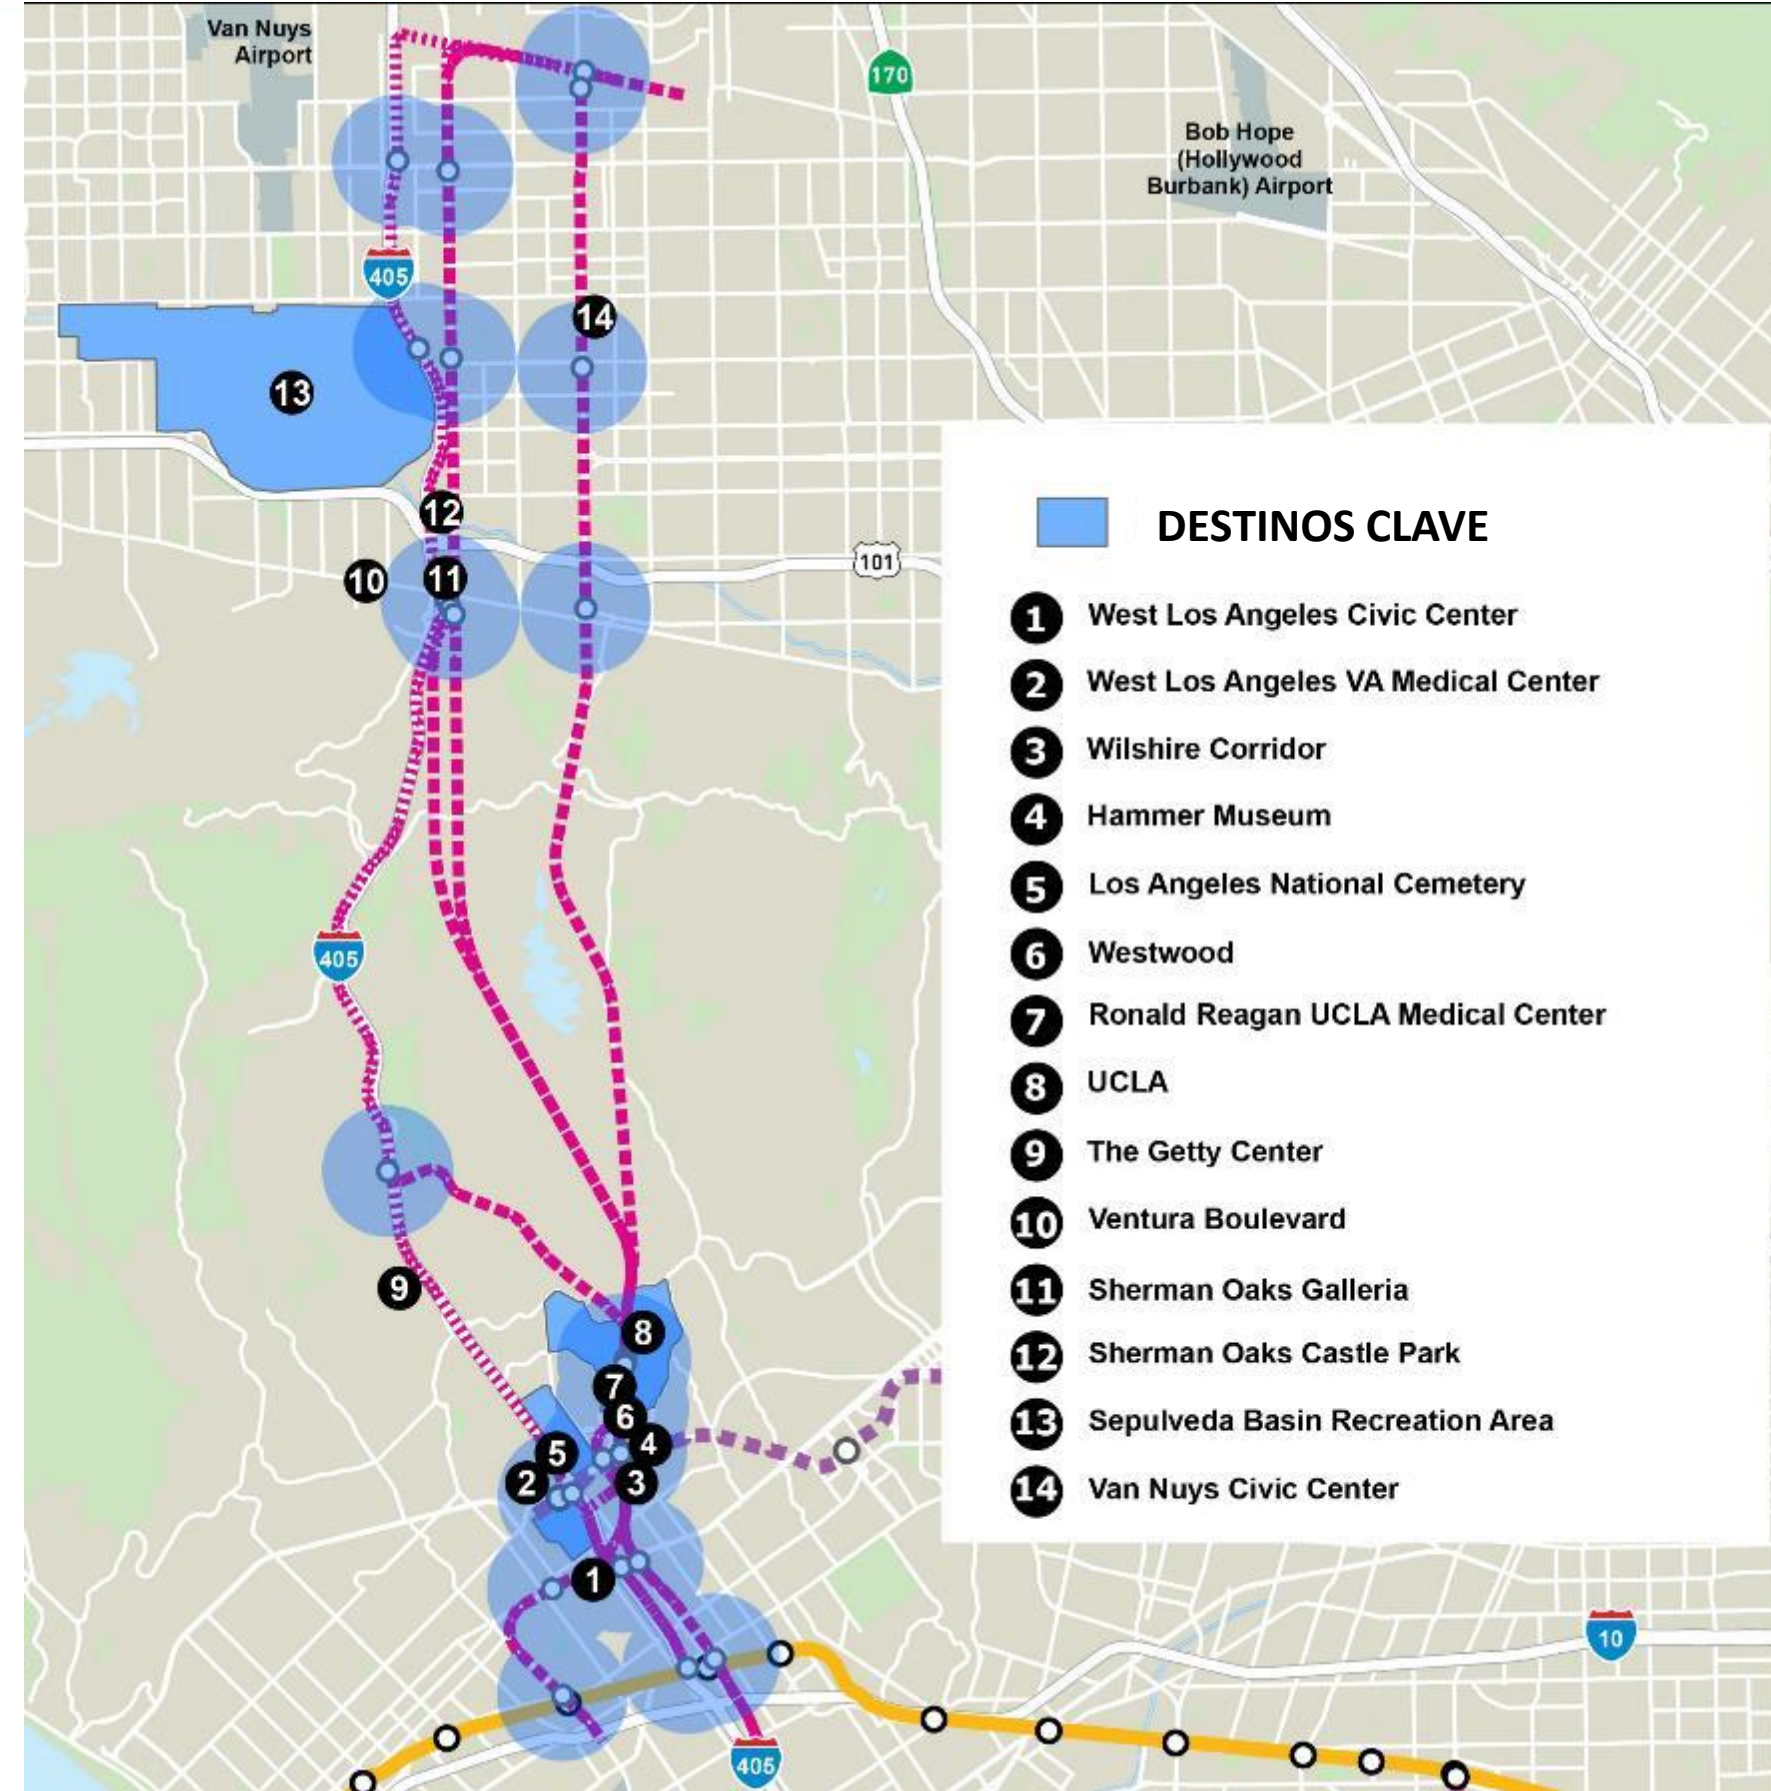 Van Nuys
Airport
170
Bob Hope
(Hollywood
Burbank) Airport
405
14
13
12
10
11
101
405
9
8
7
6
4
5
2
3
1
10
405
DESTINOS CLAVE
1 West Los Angeles Civic Center
2 West Los Angeles VA Medical Center
3 Wilshire Corridor
4 Hammer Museum
5 Los Angeles National Cemetery
6 Westwood
7 Ronald Reagan UCLA Medical Center
8 UCLA
9 The Getty Center
10 Ventura Boulevard
11 Sherman Oaks Galleria
12 Sherman Oaks Castle Park
13 Sepulveda Basin Recreation Area
14 Van Nuys Civic Center